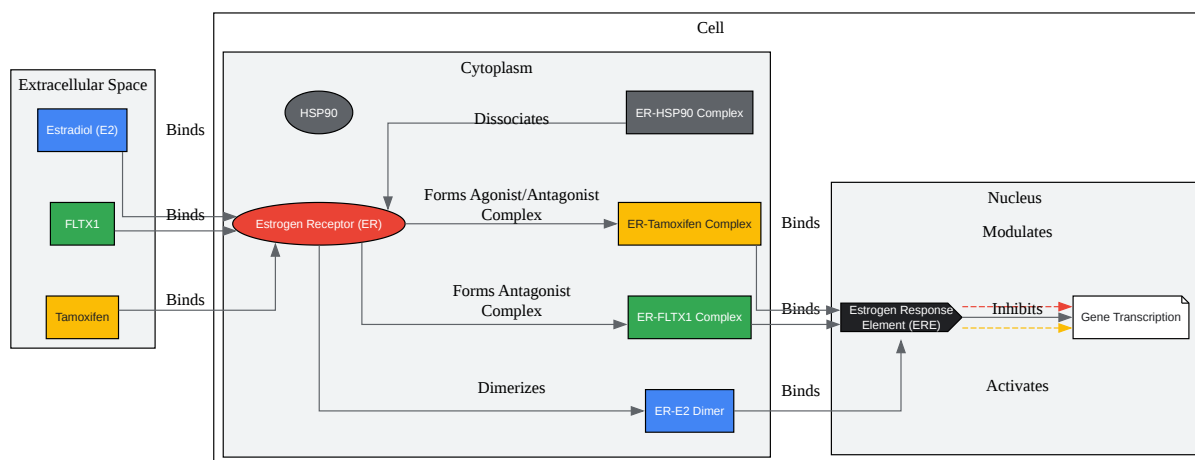 Cell
Cytoplasm
Extracellular Space
HSP90
ER-HSP90 Complex
Dissociates
Estradiol (E2)
Binds
Nucleus
Forms Agonist/Antagonist
Complex
FLTX1
Binds
Estrogen Receptor (ER)
ER-Tamoxifen Complex
Binds
Modulates
Tamoxifen
Binds
Forms Antagonist
Complex
ER-FLTX1 Complex
Binds
Estrogen Response
Element (ERE)
Inhibits
Gene Transcription
Dimerizes
ER-E2 Dimer
Binds
Activates